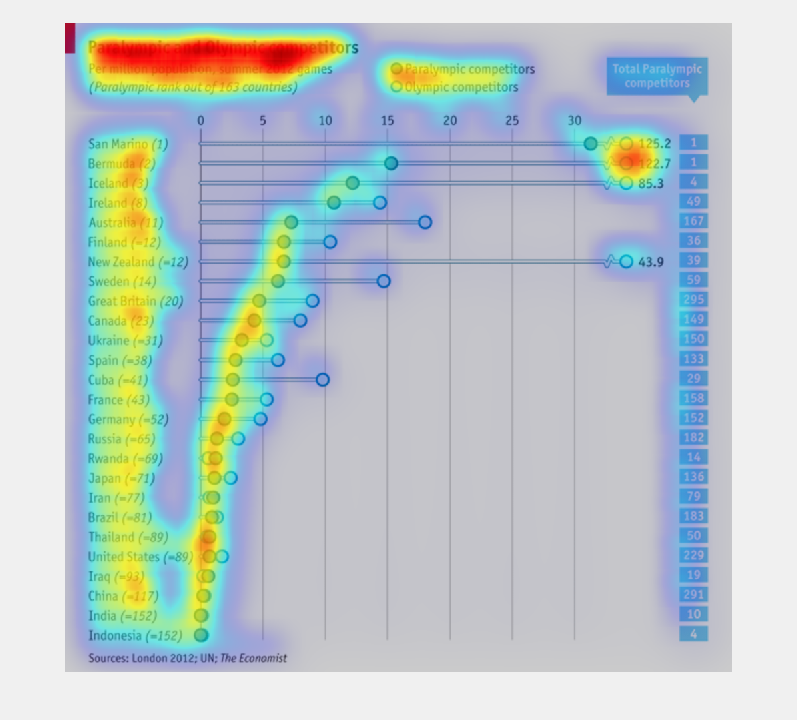 Paralympic and Olympic competitors
Per million population, summer 2012 games
(Paralympic rank out of 163 countries)
Paralympic competitors
Olympic competitors
Total Paralympic
competitors
0 5 10 15 20 25 30
San Marino (1) 125.2 1
Bermuda (2) 122.7 1
Iceland (3) 85.3 4
Ireland (8) 49
Australia (11) 167
Finland (=12) 36
New Zealand (=12) 43.9 39
Sweden (14) 59
Great Britain (20) 295
Canada (23) 149
Ukraine (=31) 150
Spain (=38) 133
Cuba (=41) 29
France (43) 158
Germany (=52) 152
Russia (=65) 182
Rwanda (=69) 14
Japan (=71) 136
Iran (=77) 79
Brazil (=81) 183
Thailand (=89) 50
United States (=89) 229
Iraq (=93) 19
China (=117) 291
India (=152) 10
Indonesia (=152) 4
Sources: London 2012; UN; The Economist